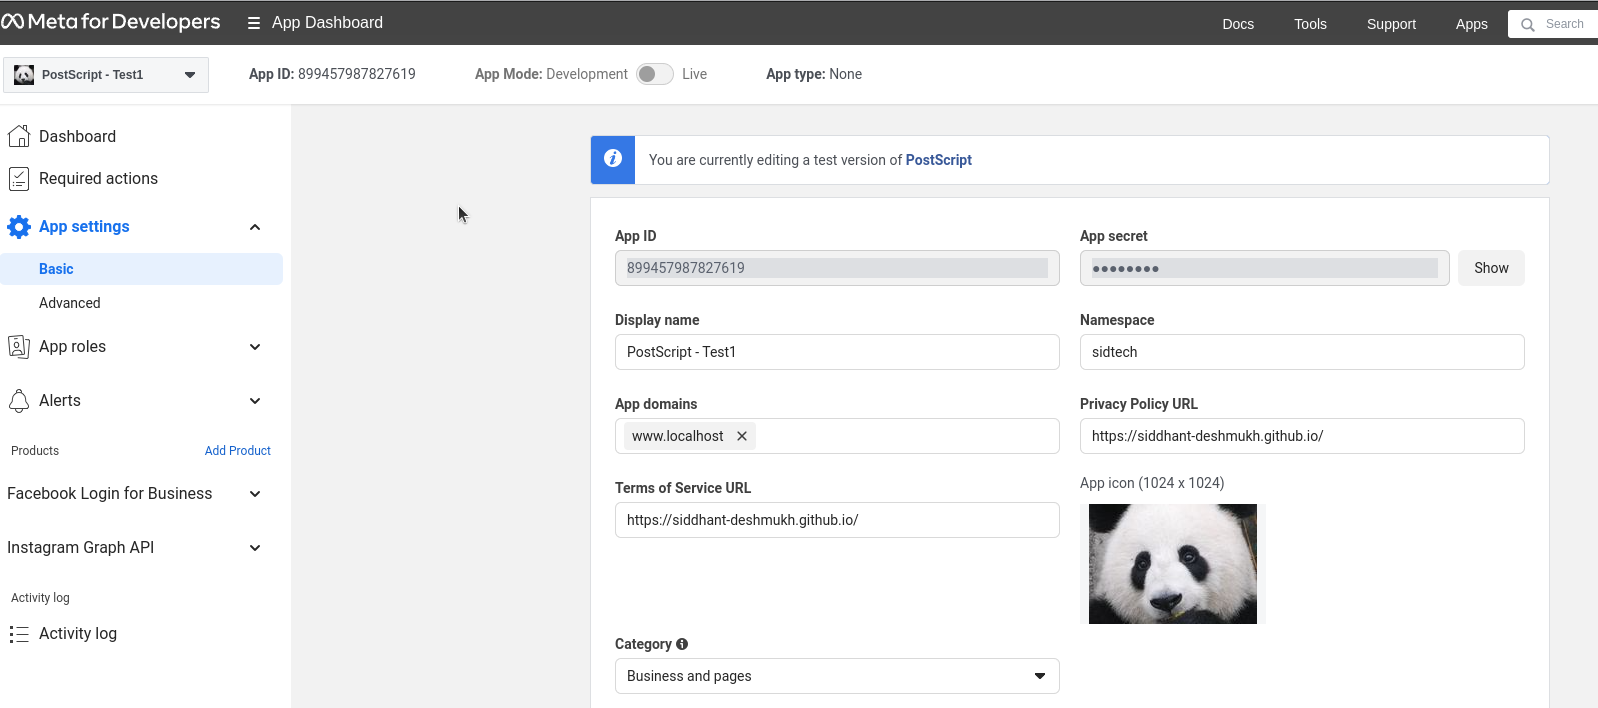 Meta for Developers
App Dashboard
Docs
Tools
Support
Apps
Search
PostScript - Test1
App ID: 899457987827619
App Mode: Development
Live
App type: None
Dashboard
Required actions
App settings
Basic
Advanced
App roles
Alerts
Products
Add Product
Facebook Login for Business
Instagram Graph API
Activity log
Activity log
You are currently editing a test version of PostScript
App ID
899457987827619
App secret
●●●●●●●●
Show
Display name
PostScript - Test1
Namespace
sidtech
App domains
www.localhost
Privacy Policy URL
https://siddhant-deshmukh.github.io/
Terms of Service URL
https://siddhant-deshmukh.github.io/
App icon (1024 x 1024)
Category
Business and pages